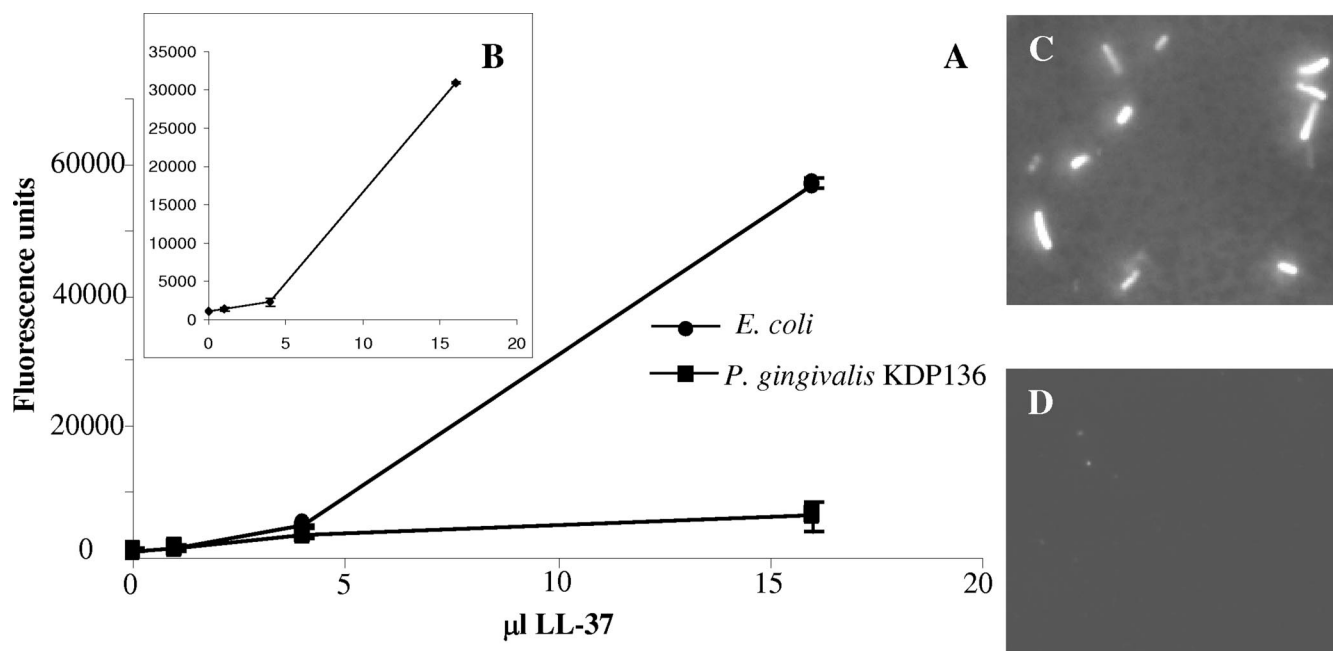 B
35000
30000
25000
20000
15000
10000
5000
0
0 5 10 15 20
A
60000
40000
20000
0
Fluorescence units
E. coli
P. gingivalis KDP136
0 5 10 15 20
µl LL-37
C
D